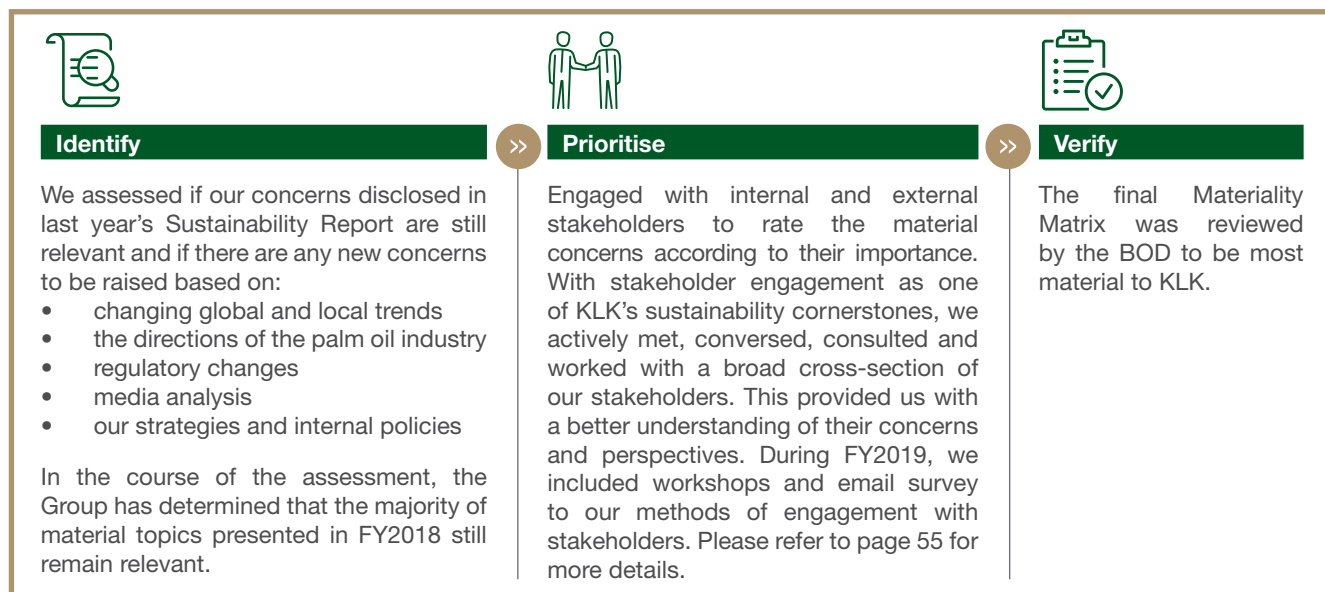 Identify
We assessed if our concerns disclosed in
last year's Sustainability Report are still
relevant and if there are any new concerns
to be raised based on:
• changing global and local trends
• the directions of the palm oil industry
• regulatory changes
• media analysis
• our strategies and internal policies
In the course of the assessment, the
Group has determined that the majority of
material topics presented in FY2018 still
remain relevant.
»
Prioritise
Engaged with internal and external
stakeholders to rate the material
concerns according to their importance.
With stakeholder engagement as one
of KLK's sustainability cornerstones, we
actively met, conversed, consulted and
worked with a broad cross-section of
our stakeholders. This provided us with
a better understanding of their concerns
and perspectives. During FY2019, we
included workshops and email survey
to our methods of engagement with
stakeholders. Please refer to page 55 for
more details.
»
Verify
The final Materiality
Matrix was reviewed
by the BOD to be most
material to KLK.